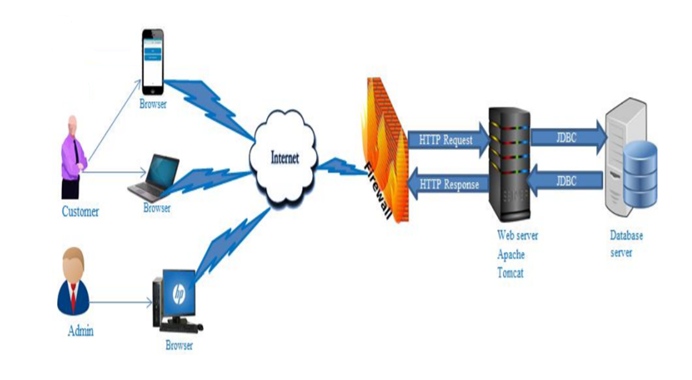 Browser
Customer
Browser
Admin
Browser
hp
Internet
Firewall
HTTP Request
HTTP Response
Web server
Apache
Tomcat
JDBC
JDBC
Database
server